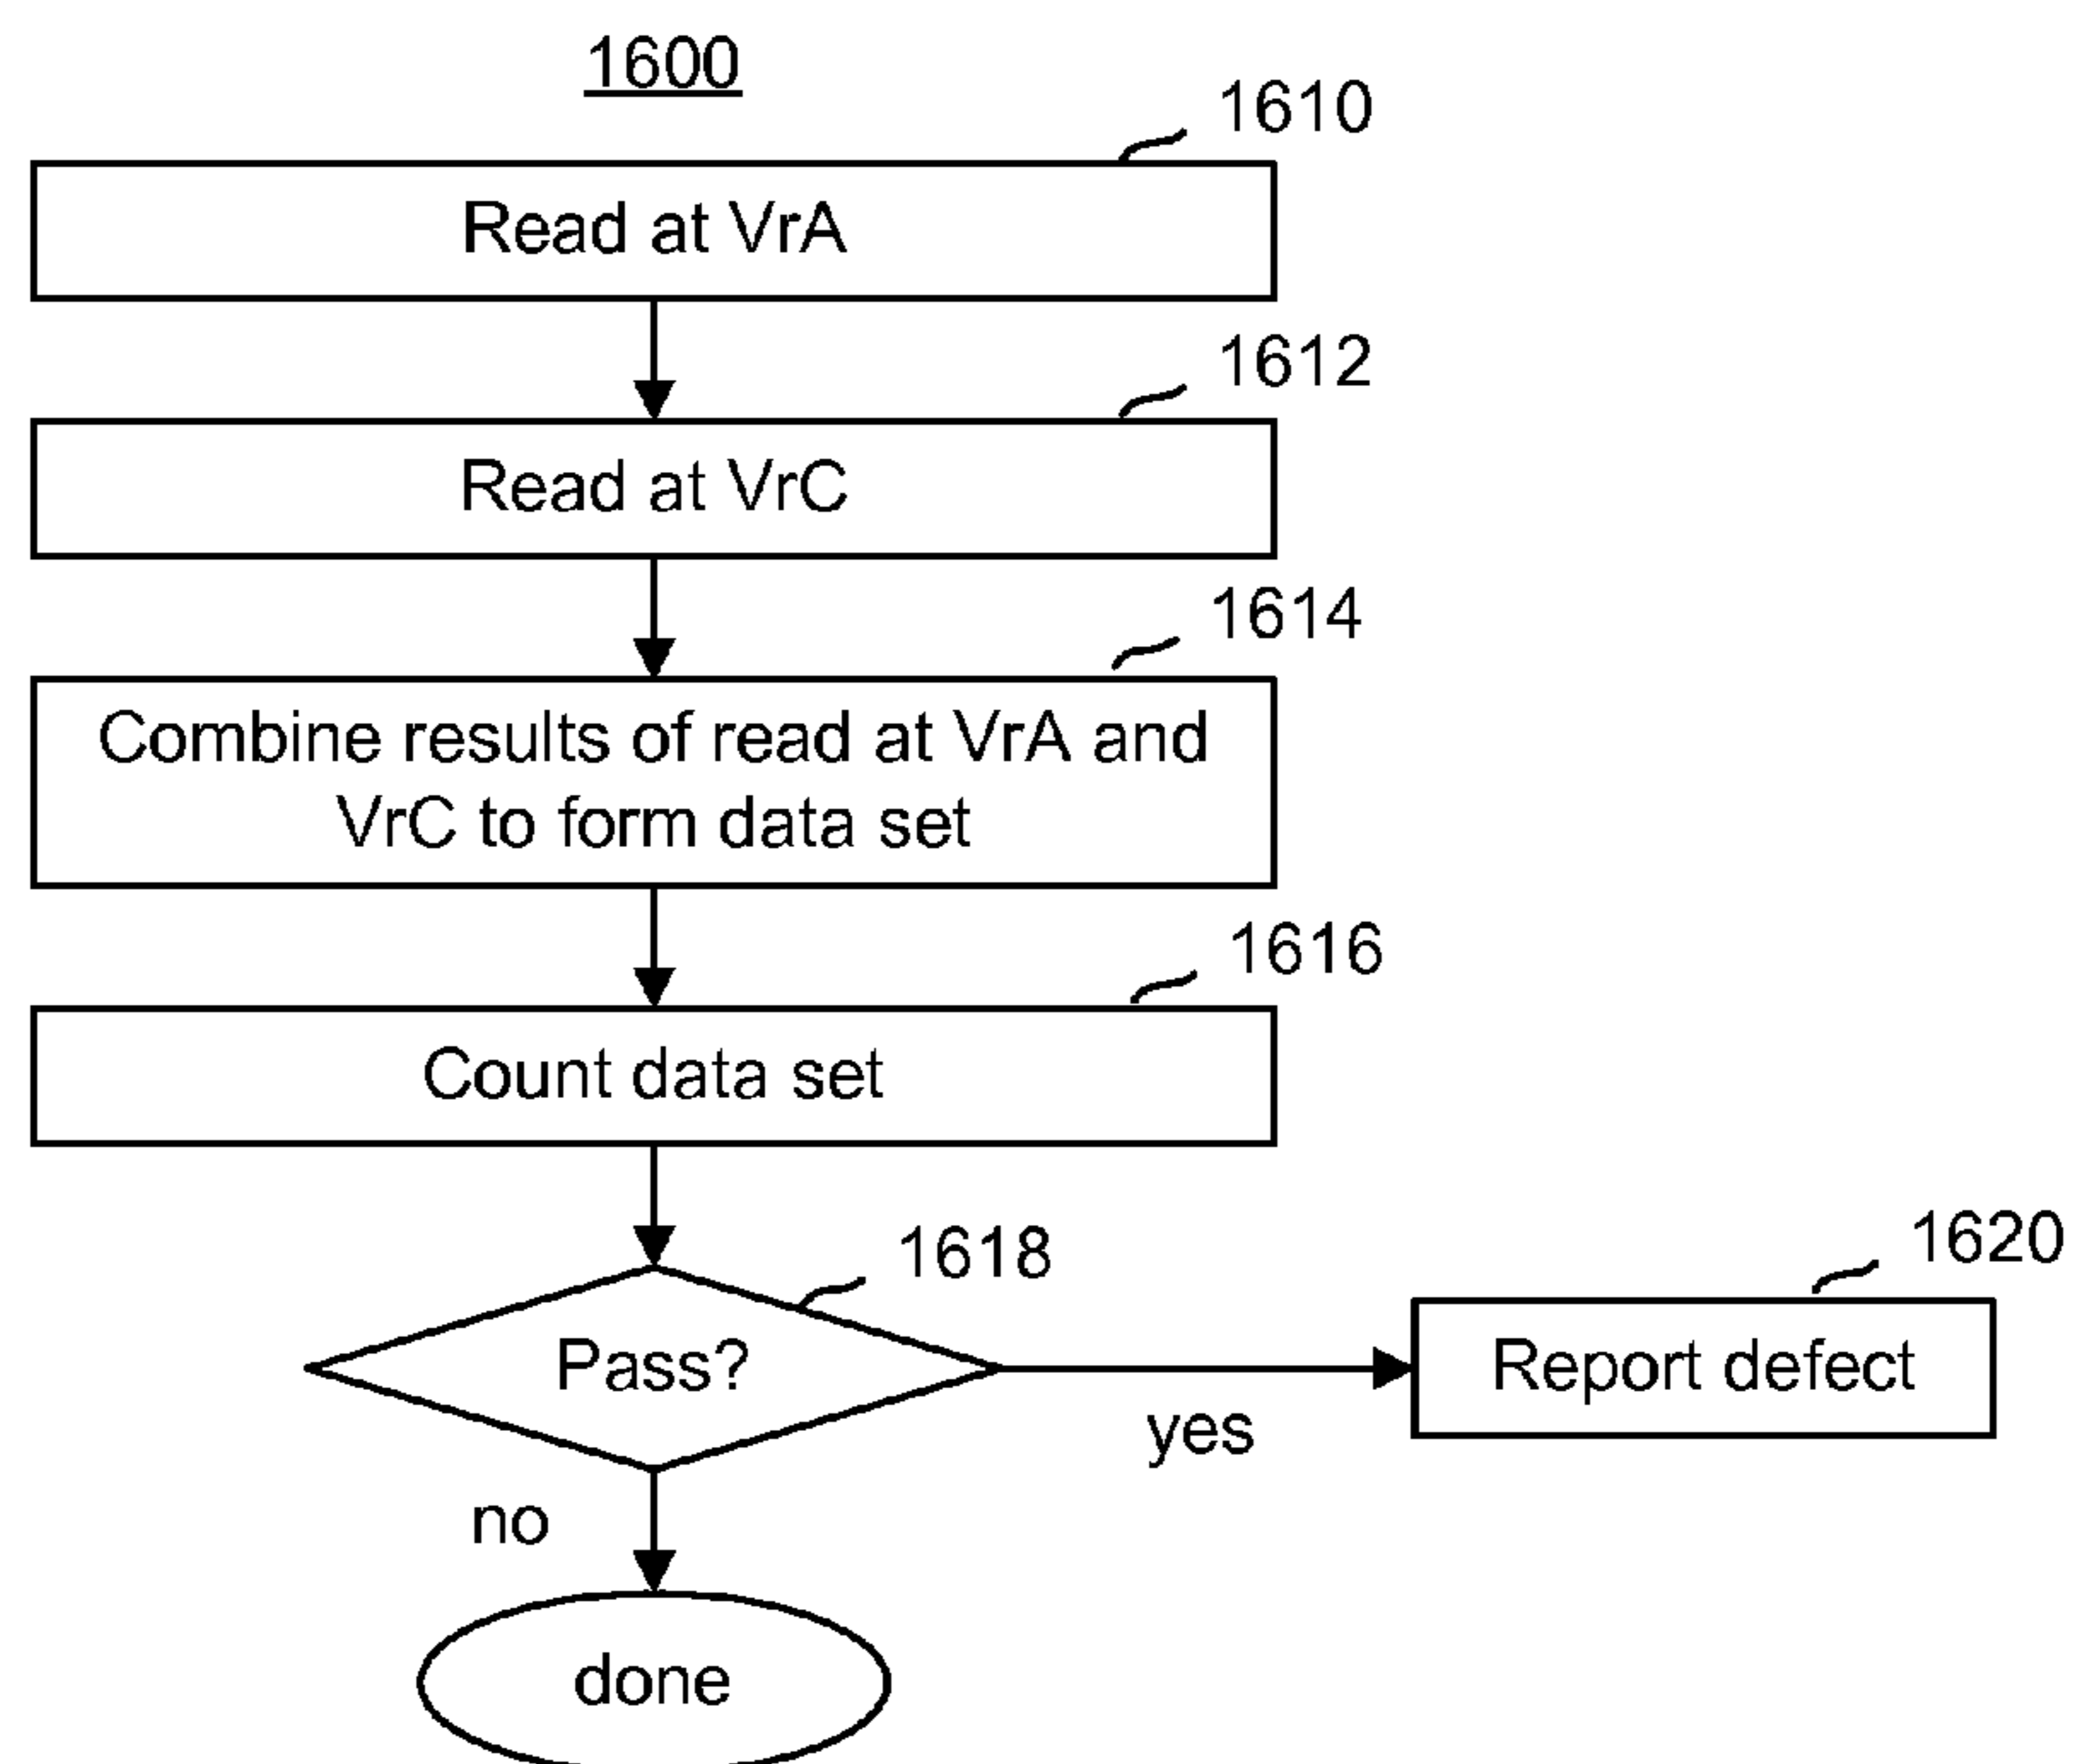 1600
1610
Read at VrA
1612
Read at VrC
1614
Combine results of read at VrA and
VrC to form data set
1616
Count data set
1618
Pass?
1620
Report defect
yes
no
done